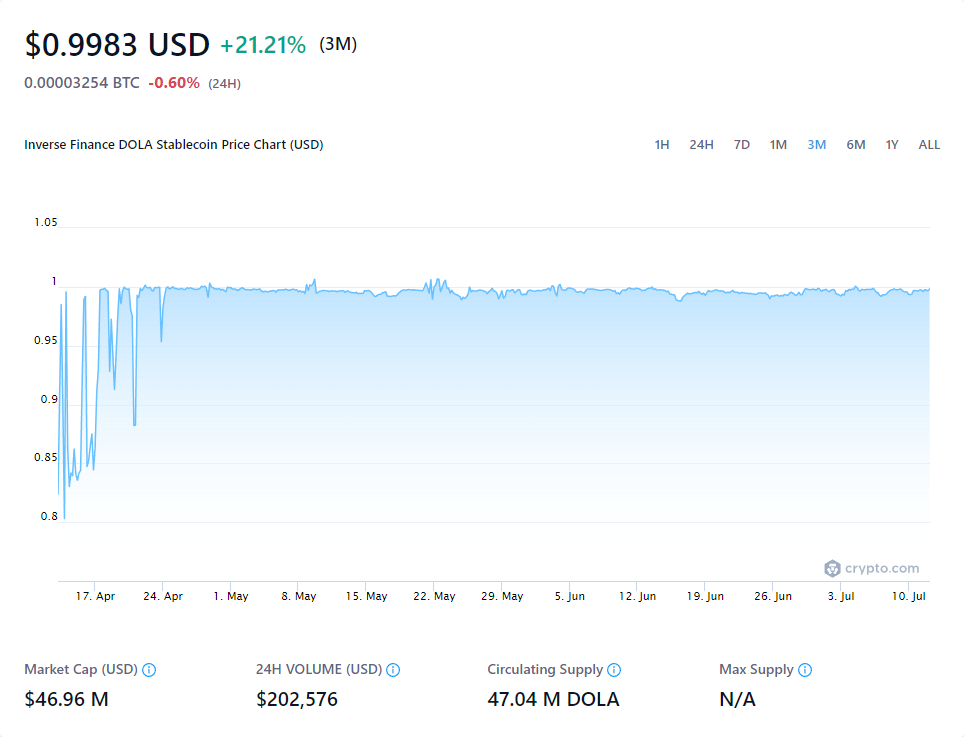 $0.9983 USD +21.21% (3M)
0.00003254 BTC -0.60% (24H)
Inverse Finance DOLA Stablecoin Price Chart (USD) 1H 24H 7D 1M 3M 6M 1Y ALL
1.05
1
0.95
0.9
0.85
0.8
crypto.com
17. Apr 24. Apr 1. May 8. May 15. May 22. May 29. May 5. Jun 12. Jun 19. Jun 26. Jun 3. Jul 10. Jul
Market Cap (USD) 24H VOLUME (USD) Circulating Supply Max Supply
$46.96 M $202,576 47.04 M DOLA N/A